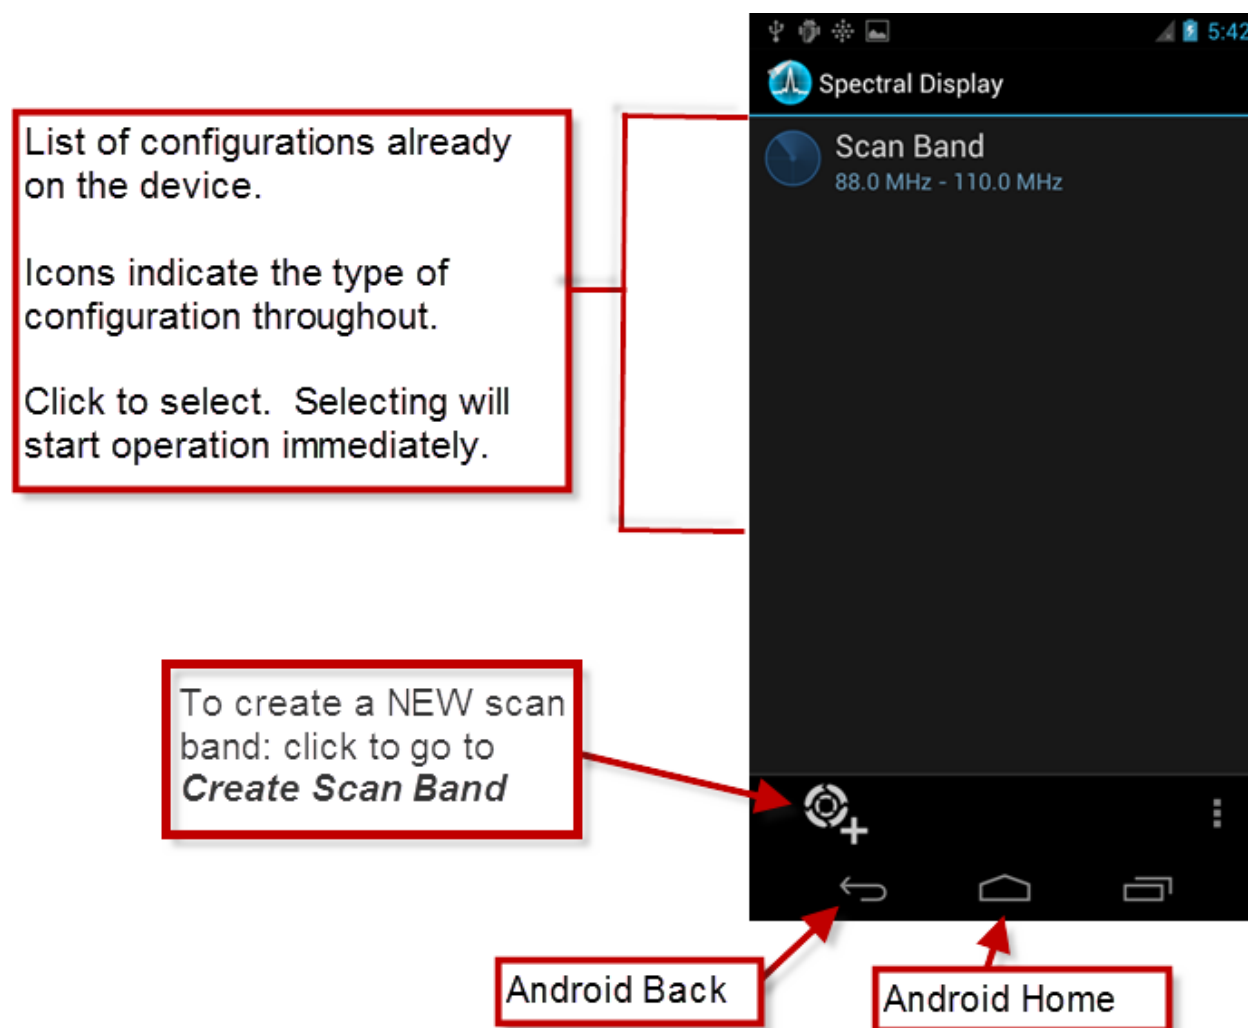 5:42
Spectral Display
Scan Band
88.0 MHz - 110.0 MHz
List of configurations already
on the device.
Icons indicate the type of
configuration throughout.
Click to select.  Selecting will
start operation immediately.
To create a NEW scan
band: click to go to
Create Scan Band
Android Back
Android Home